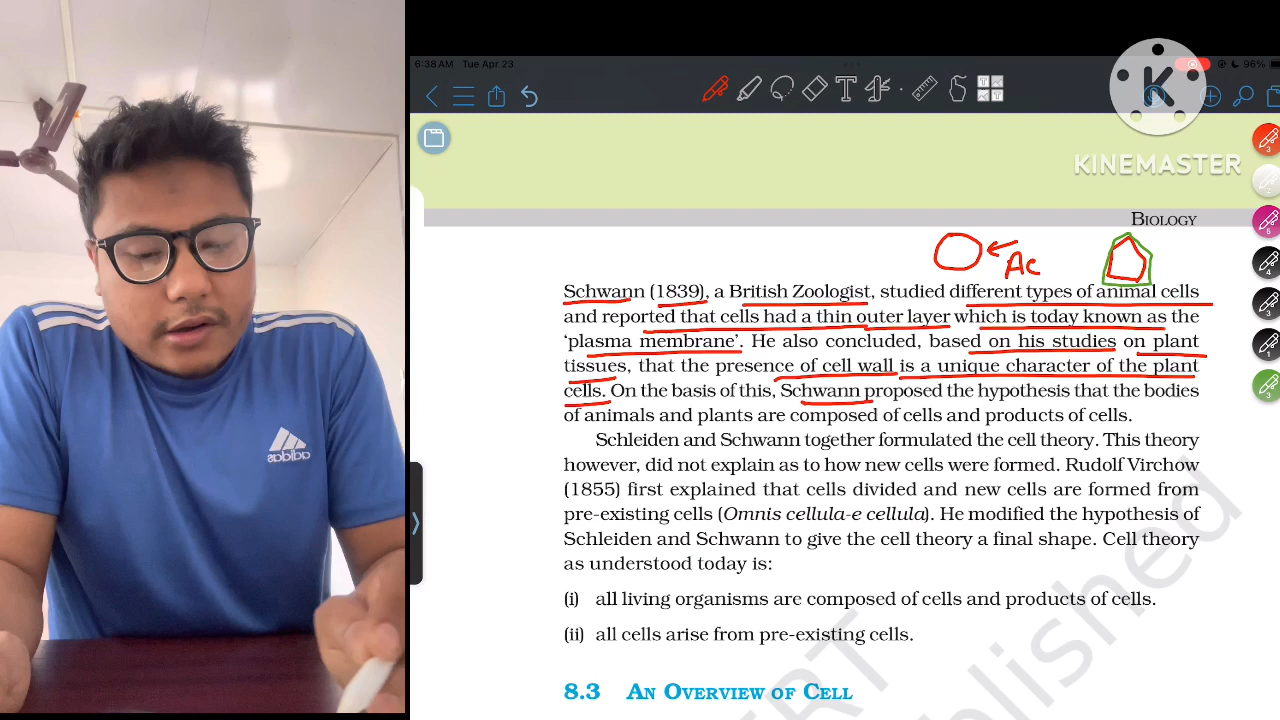 6:38 AM Tue Apr 23
96%
K
KINEMASTER
BIOLOGY
Ac
Schwann (1839), a British Zoologist, studied different types of animal cells
and reported that cells had a thin outer layer which is today known as the
‘plasma membrane’. He also concluded, based on his studies on plant
tissues, that the presence of cell wall is a unique character of the plant
cells. On the basis of this, Schwann proposed the hypothesis that the bodies
of animals and plants are composed of cells and products of cells.
Schleiden and Schwann together formulated the cell theory. This theory
however, did not explain as to how new cells were formed. Rudolf Virchow
(1855) first explained that cells divided and new cells are formed from
pre-existing cells (Omnis cellula-e cellula). He modified the hypothesis of
Schleiden and Schwann to give the cell theory a final shape. Cell theory
as understood today is:
(i) all living organisms are composed of cells and products of cells.
(ii) all cells arise from pre-existing cells.
8.3 AN OVERVIEW OF CELL
adidas